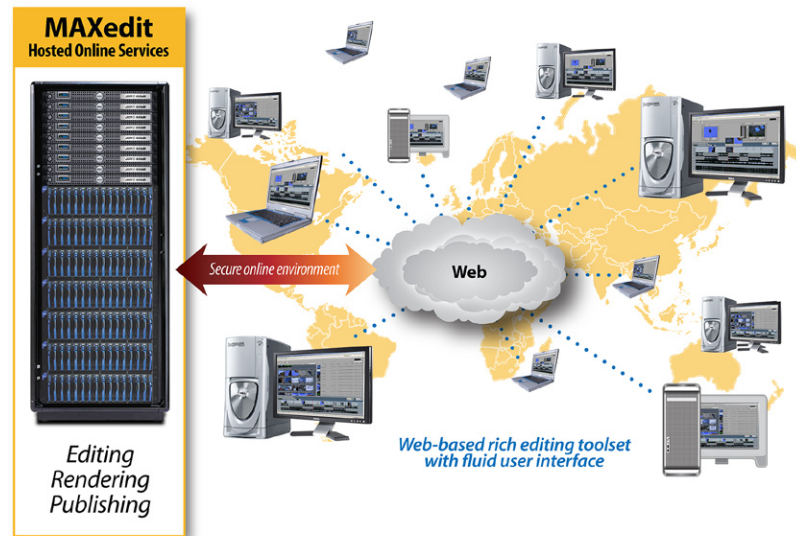 MAXedit
Hosted Online Services
Secure online environment
Web
Editing
Rendering
Publishing
Web-based rich editing toolset
with fluid user interface